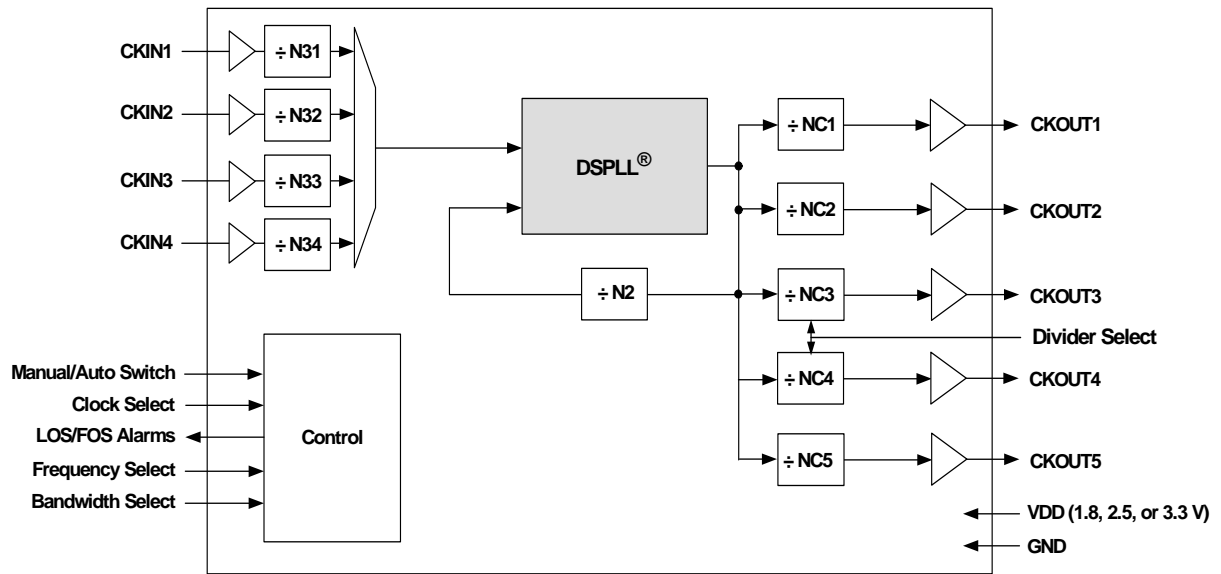 CKIN1
÷ N31
CKIN2
÷ N32
CKIN3
÷ N33
CKIN4
÷ N34
DSPLL®
÷ N2
÷ NC1
CKOUT1
÷ NC2
CKOUT2
÷ NC3
CKOUT3
Divider Select
÷ NC4
CKOUT4
÷ NC5
CKOUT5
Manual/Auto Switch
Clock Select
LOS/FOS Alarms
Frequency Select
Bandwidth Select
Control
VDD (1.8, 2.5, or 3.3 V)
GND